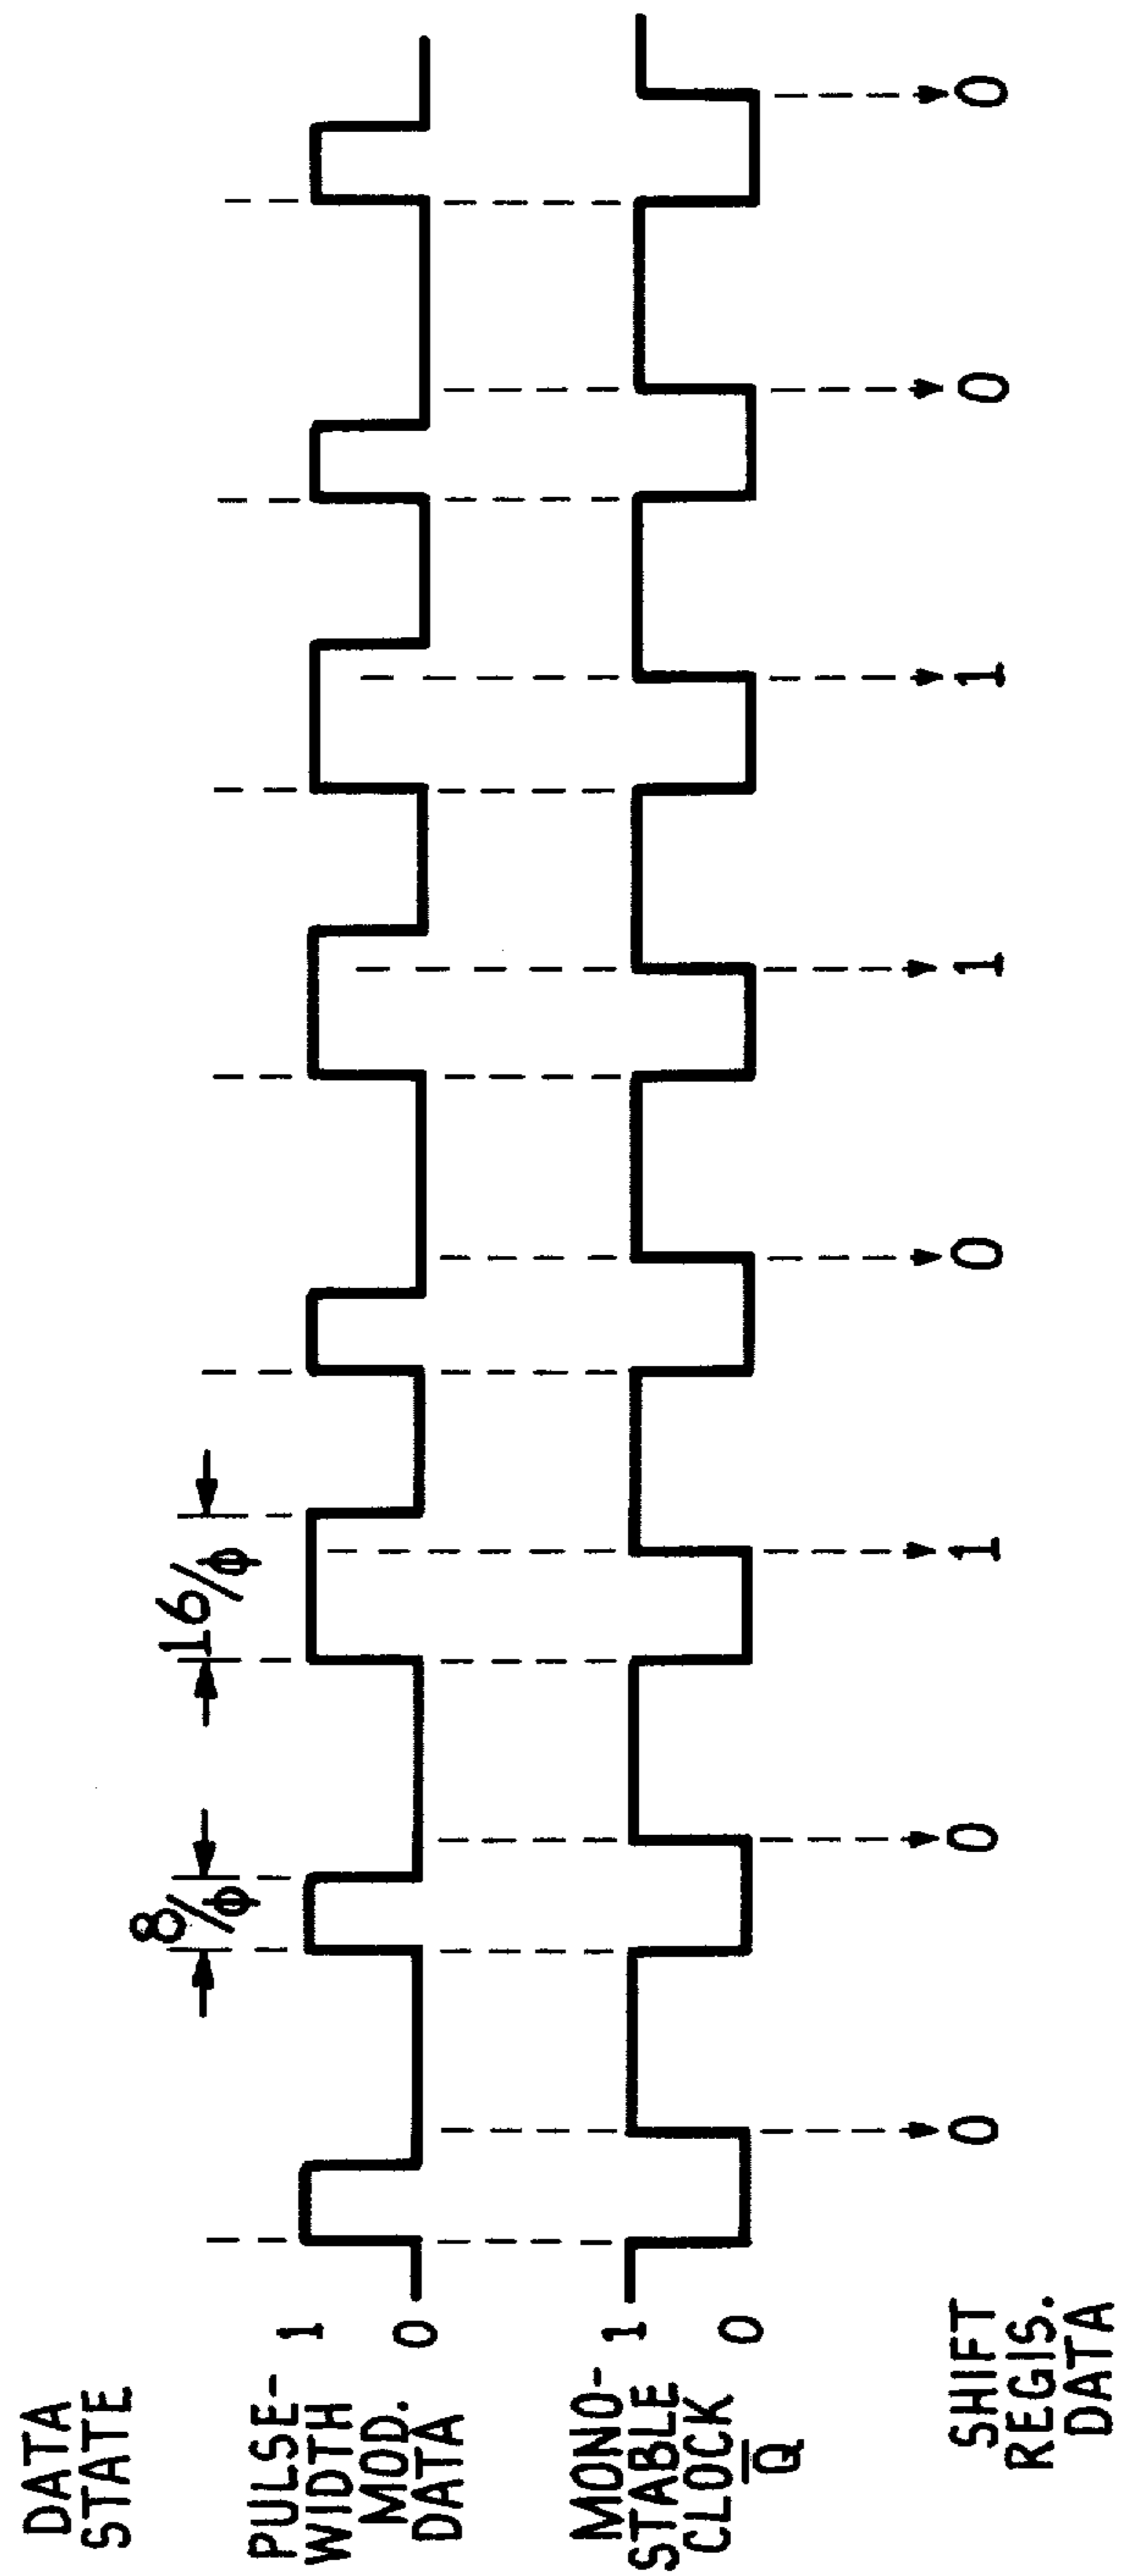 DATA
STATE
8/ϕ
16/ϕ
PULSE-
WIDTH
MOD.
DATA
1
0
MONO-
STABLE
CLOCK
Q̅
1
0
SHIFT
REGIS.
DATA
0 0 1 0 1 1 0 0